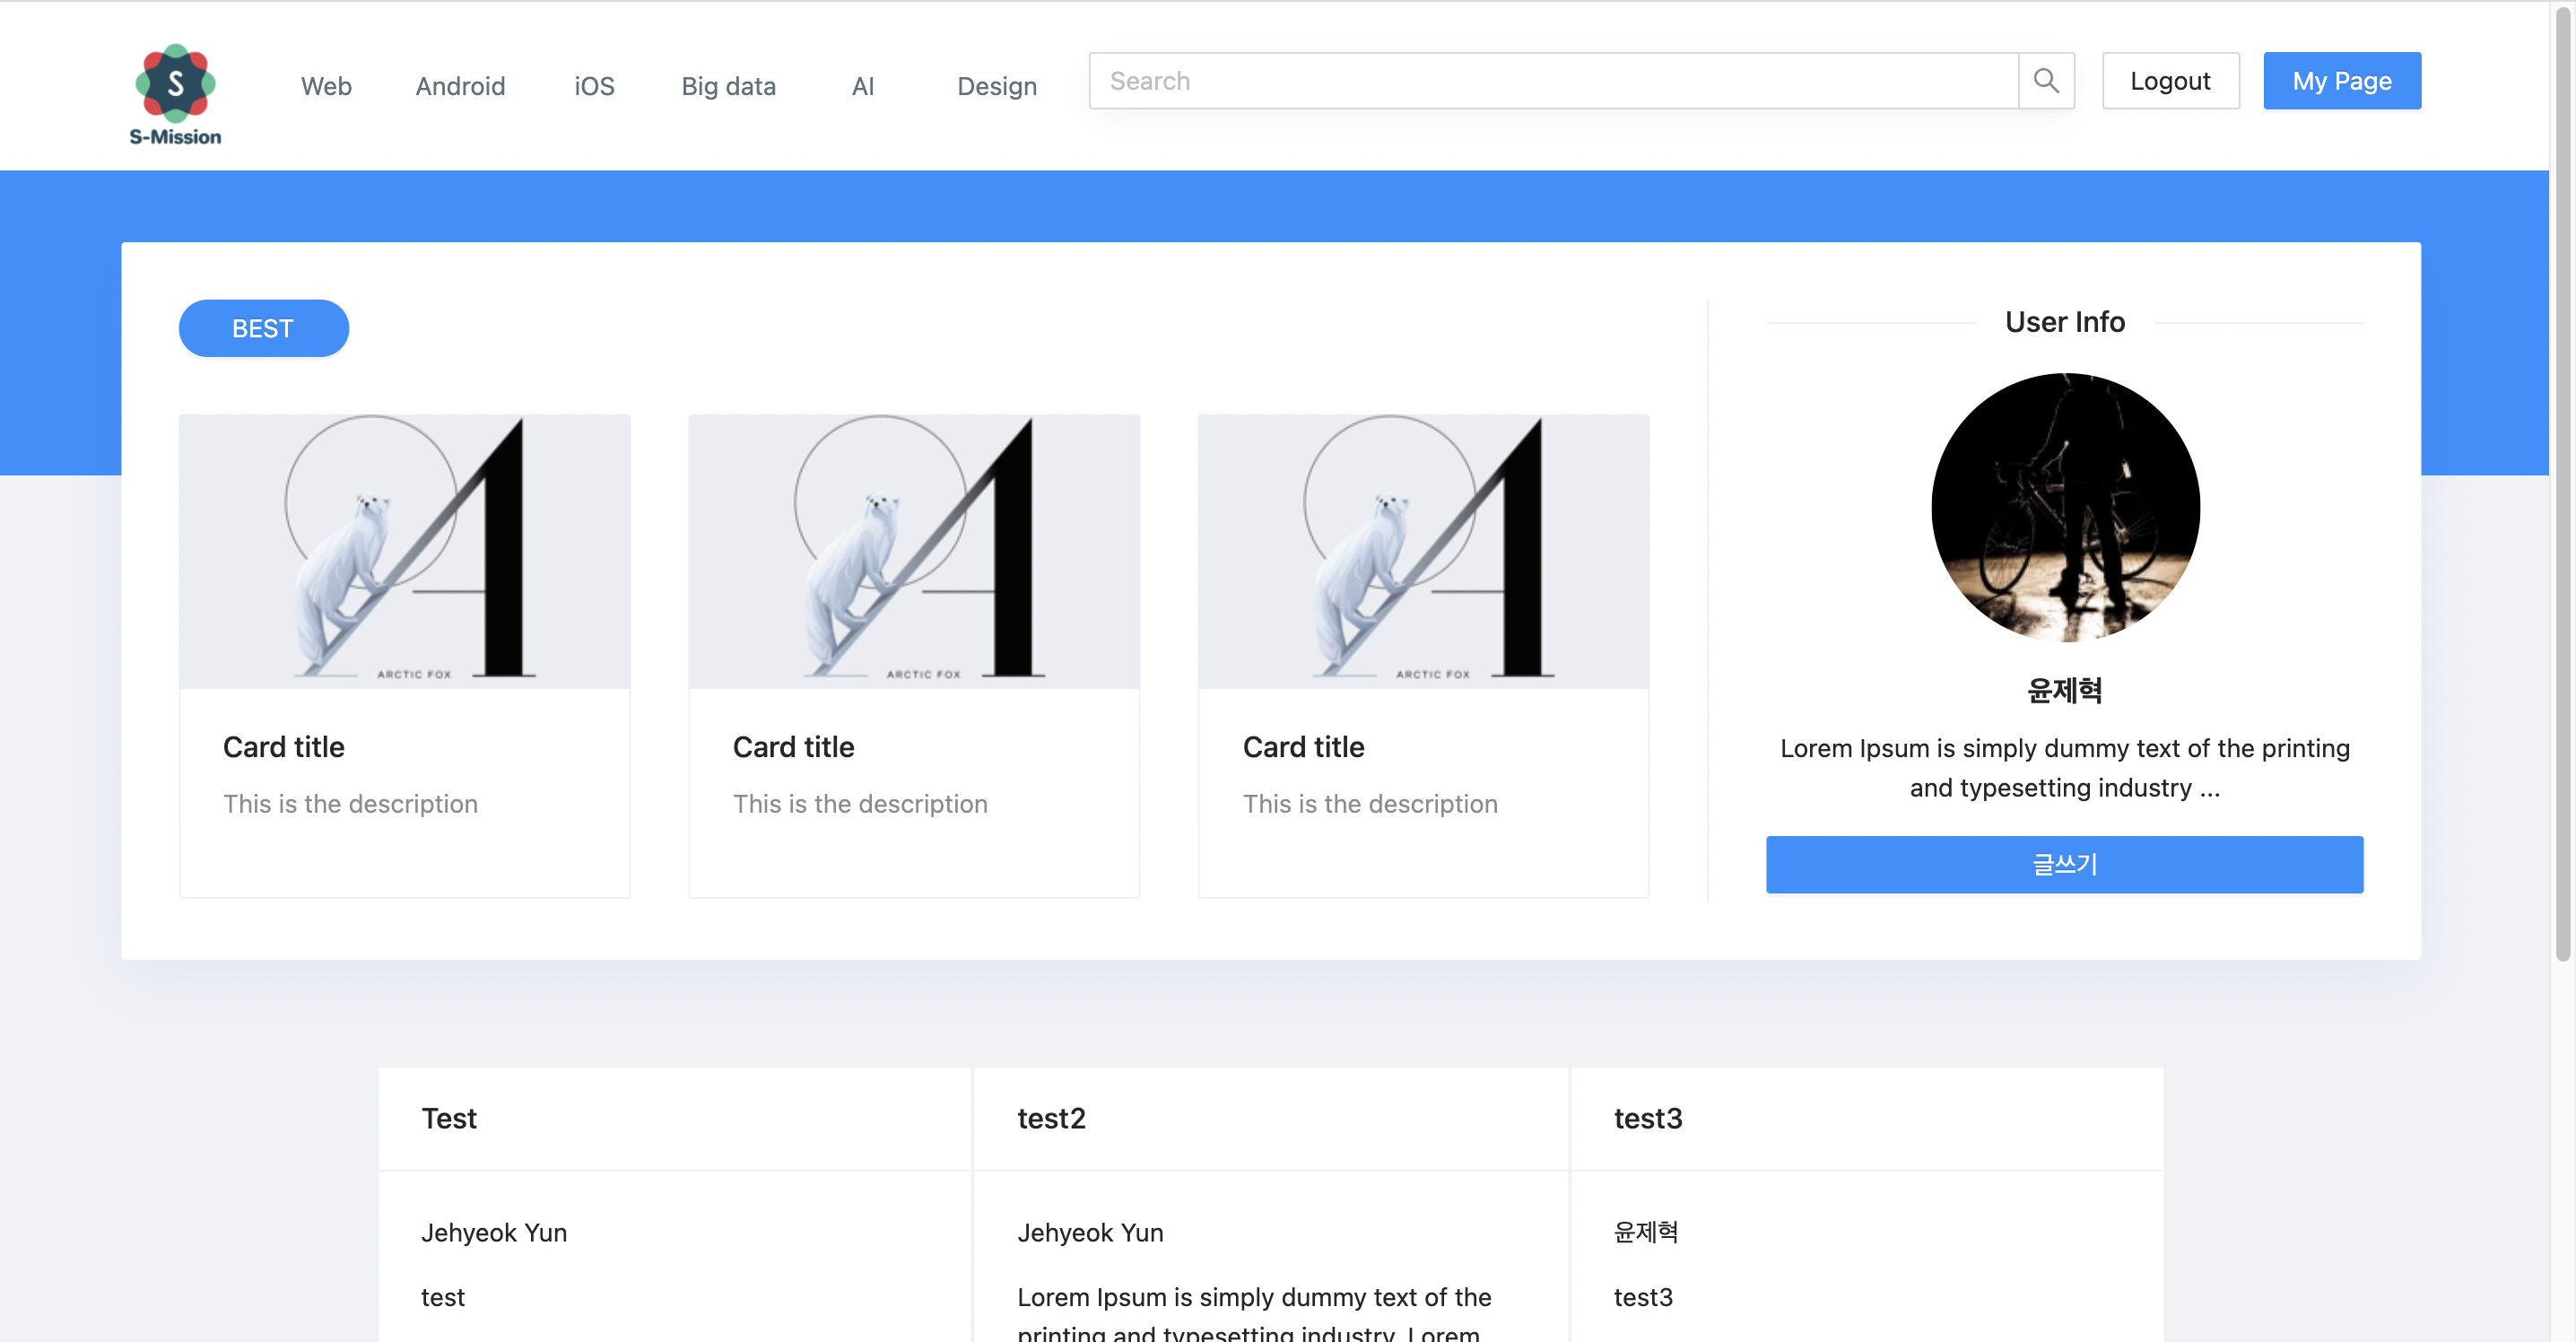 S
S-Mission
Web
Android
iOS
Big data
AI
Design
Search
Logout
My Page
BEST
ARCTIC FOX
Card title
This is the description
ARCTIC FOX
Card title
This is the description
ARCTIC FOX
Card title
This is the description
User Info
윤제혁
Lorem Ipsum is simply dummy text of the printing
and typesetting industry ...
글쓰기
Test
Jehyeok Yun
test
test2
Jehyeok Yun
Lorem Ipsum is simply dummy text of the
printing and typesetting industry. Lorem
test3
윤제혁
test3